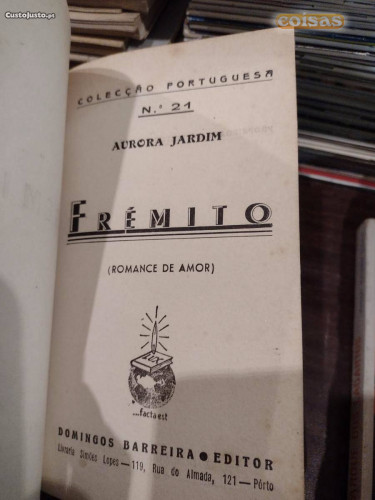 CustoJusto.pt
coisas
COLECÇÃO PORTUGUESA
N.º 21
AURORA JARDIM
FRÉMITO
(ROMANCE DE AMOR)
...facta est
DOMINGOS BARREIRA ● EDITOR
Livraria Simões Lopes — 119, Rua do Almada, 121 — Pôrto